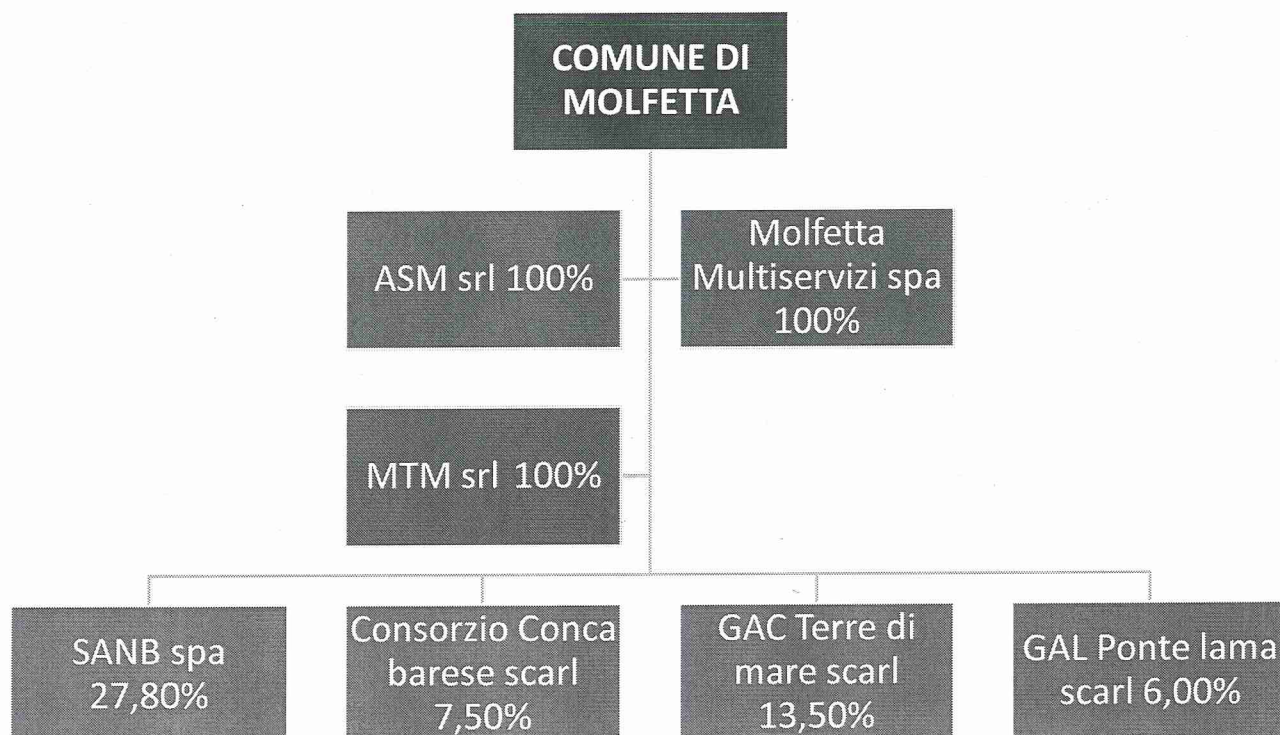 COMUNE DI
MOLFETTA
ASM srl 100%
Molfetta
Multiservizi spa
100%
MTM srl  100%
SANB spa
27,80%
Consorzio Conca
barese scarl
7,50%
GAC Terre di
mare scarl
13,50%
GAL Ponte lama
scarl 6,00%